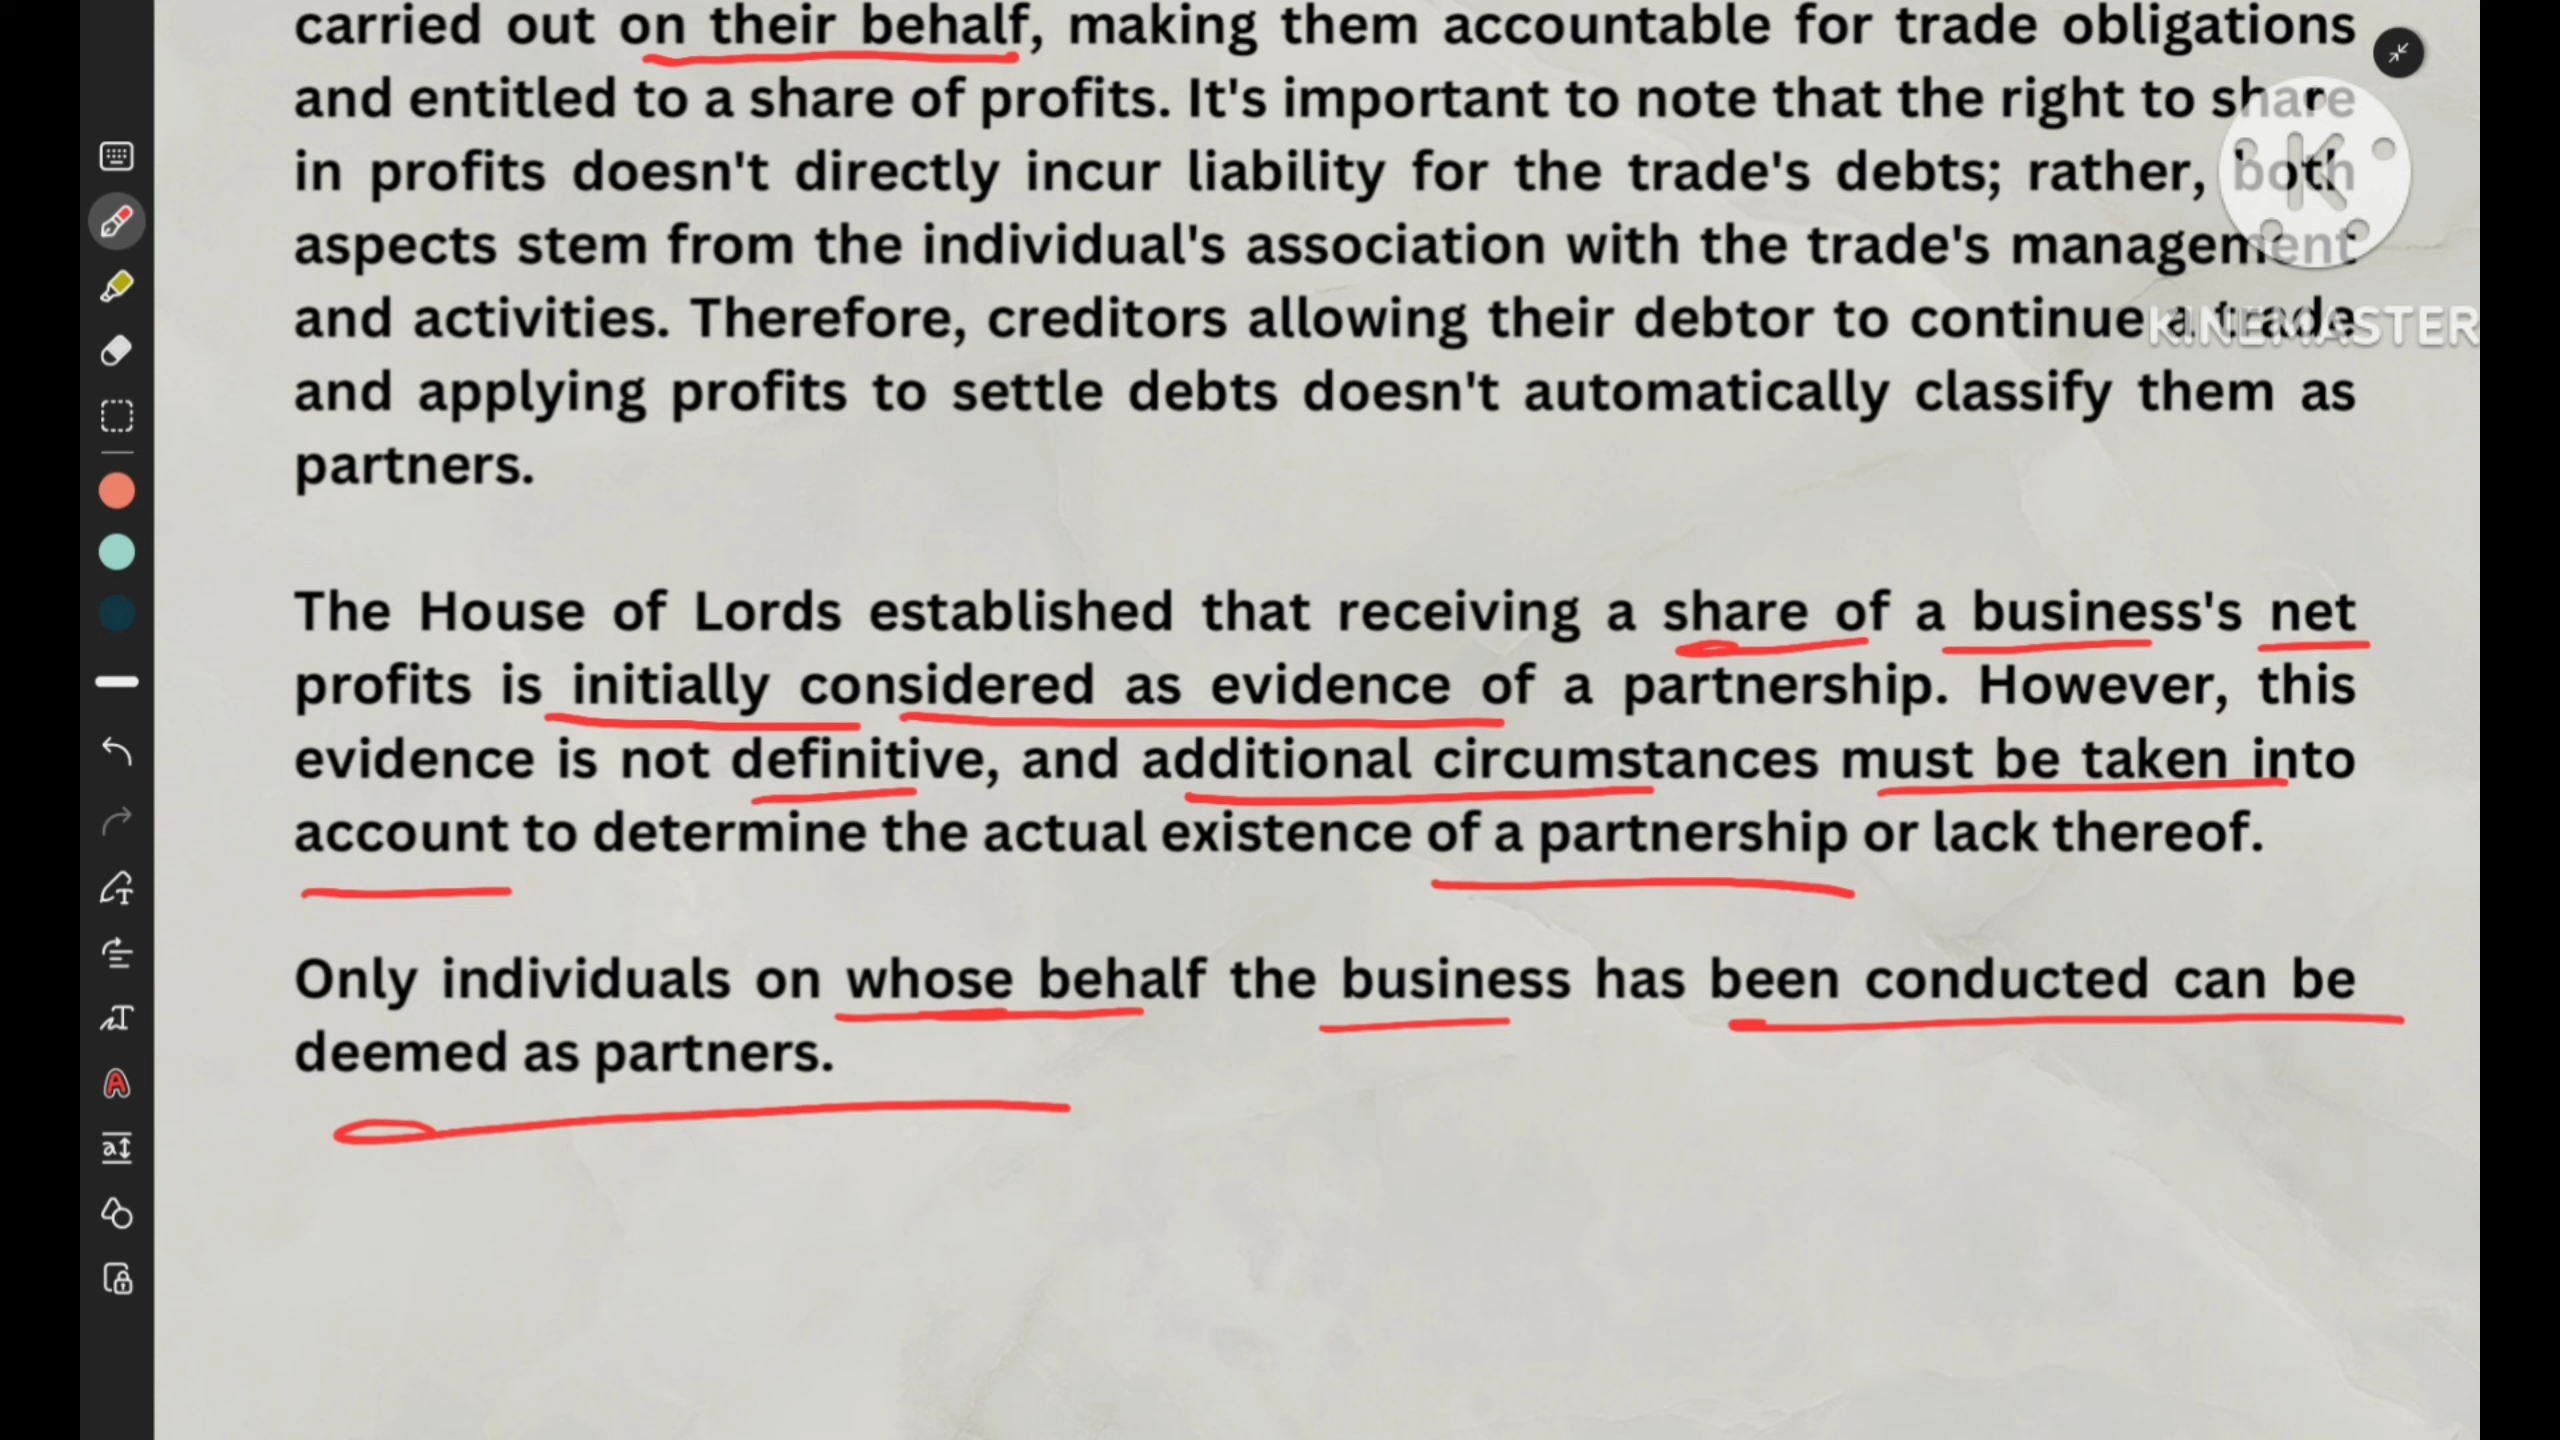 carried out on their behalf, making them accountable for trade obligations
and entitled to a share of profits. It's important to note that the right to share
in profits doesn't directly incur liability for the trade's debts; rather, both
aspects stem from the individual's association with the trade's management
and activities. Therefore, creditors allowing their debtor to continue a trade
KINEMASTER
and applying profits to settle debts doesn't automatically classify them as
partners.
The House of Lords established that receiving a share of a business's net
profits is initially considered as evidence of a partnership. However, this
evidence is not definitive, and additional circumstances must be taken into
account to determine the actual existence of a partnership or lack thereof.
Only individuals on whose behalf the business has been conducted can be
deemed as partners.